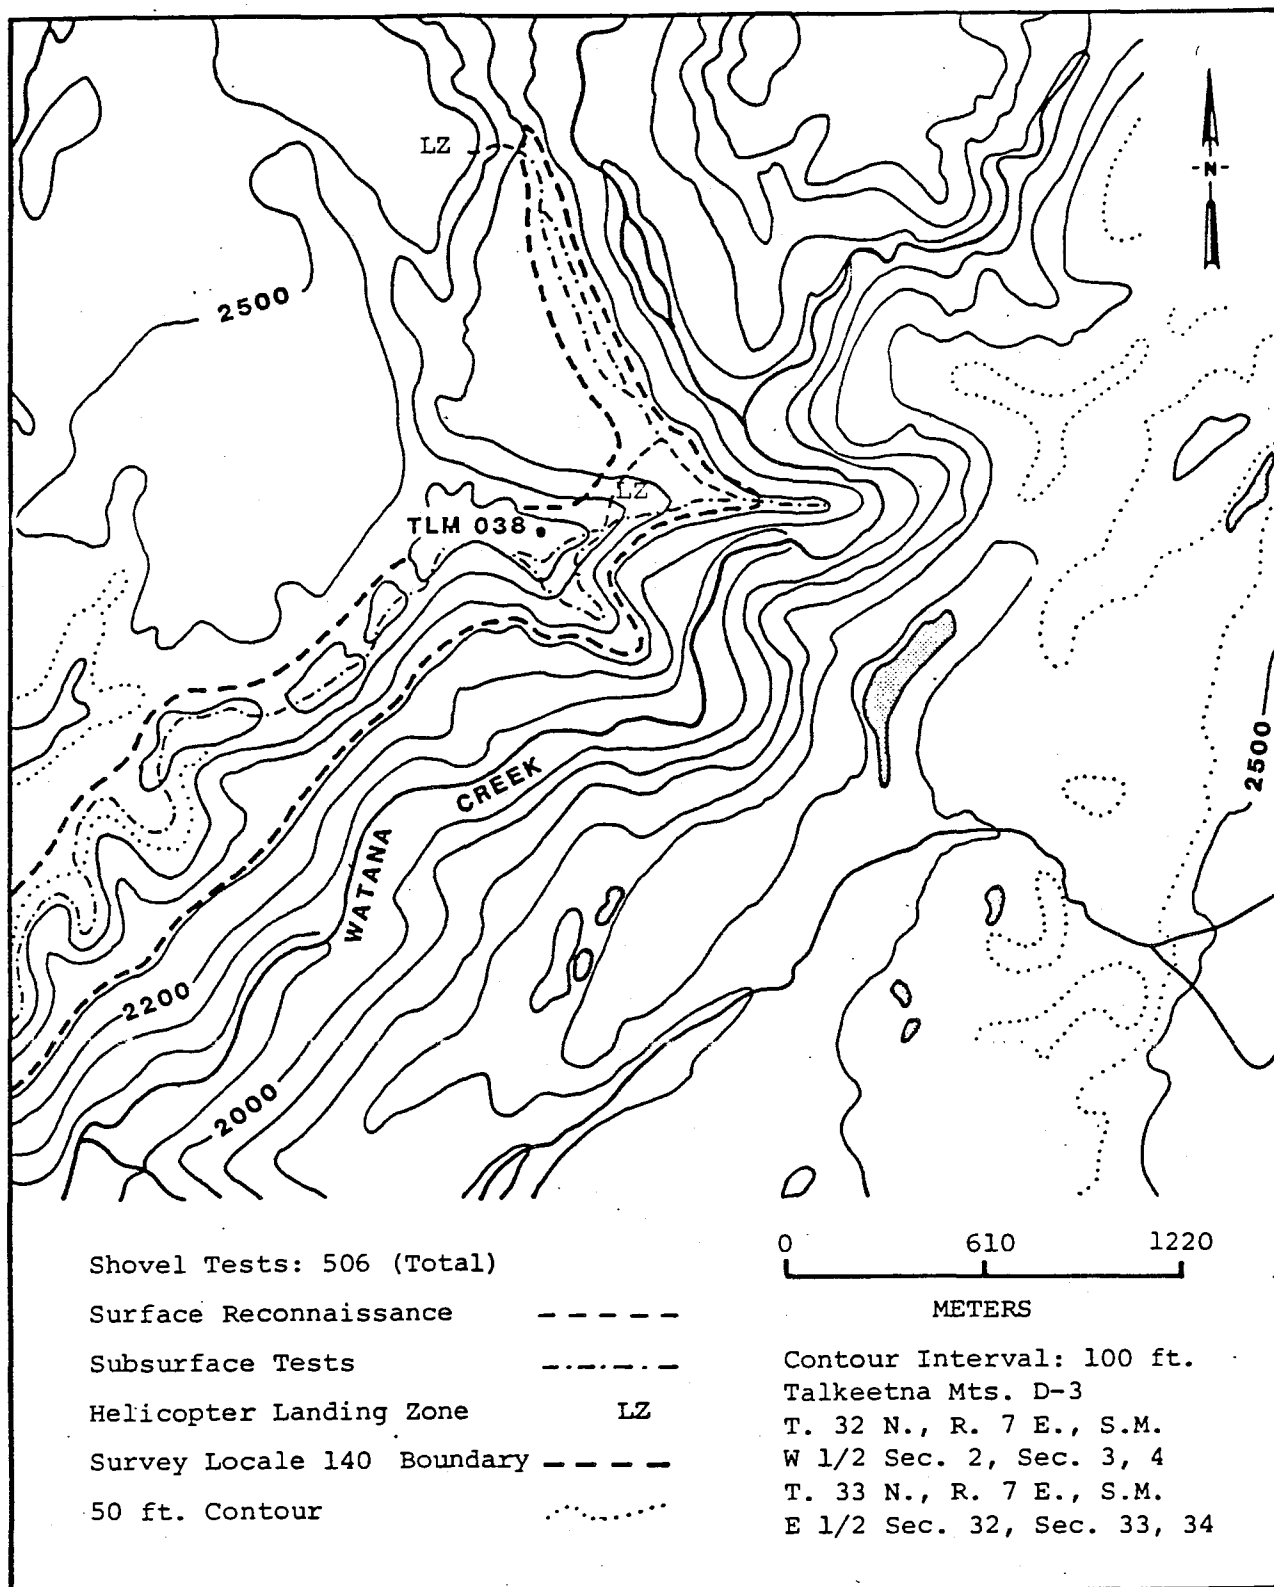 LZ
-N-
2500
LZ
TLM 038
2500
WATANA CREEK
2200
2000
Shovel Tests: 506 (Total)
Surface Reconnaissance
Subsurface Tests
Helicopter Landing Zone LZ
Survey Locale 140 Boundary
50 ft. Contour
0 610 1220
METERS
Contour Interval: 100 ft.
Talkeetna Mts. D-3
T. 32 N., R. 7 E., S.M.
W 1/2 Sec. 2, Sec. 3, 4
T. 33 N., R. 7 E., S.M.
E 1/2 Sec. 32, Sec. 33, 34